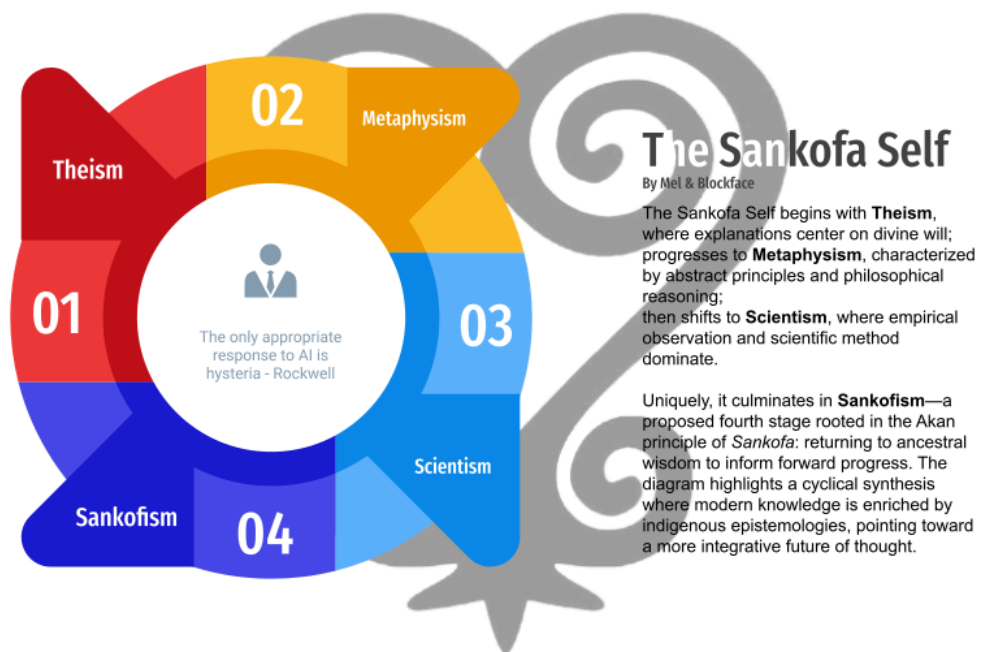 02
Metaphysism
Theism
01
03
The only appropriate
response to AI is
hysteria - Rockwell
Scientism
Sankofism
04
The Sankofa Self
By Mel & Blockface
The Sankofa Self begins with Theism,
where explanations center on divine will;
progresses to Metaphysism, characterized
by abstract principles and philosophical
reasoning;
then shifts to Scientism, where empirical
observation and scientific method
dominate.
Uniquely, it culminates in Sankofism—a
proposed fourth stage rooted in the Akan
principle of Sankofa: returning to ancestral
wisdom to inform forward progress. The
diagram highlights a cyclical synthesis
where modern knowledge is enriched by
indigenous epistemologies, pointing toward
a more integrative future of thought.